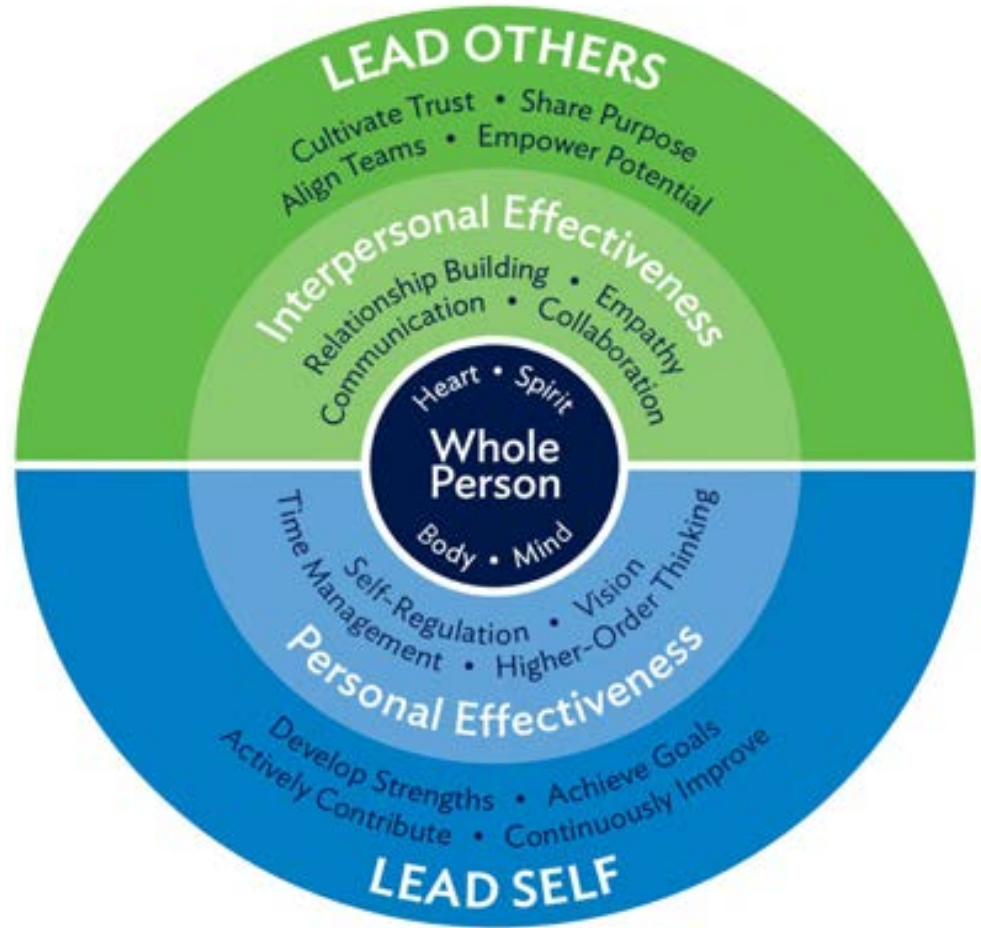 LEAD OTHERS
Cultivate Trust • Share Purpose
Align Teams • Empower Potential
Interpersonal Effectiveness
Relationship Building • Empathy
Communication • Collaboration
Heart • Spirit
Whole
Person
Body • Mind
Self-Regulation • Vision
Time Management • Higher-Order Thinking
Personal Effectiveness
Develop Strengths • Achieve Goals
Actively Contribute • Continuously Improve
LEAD SELF